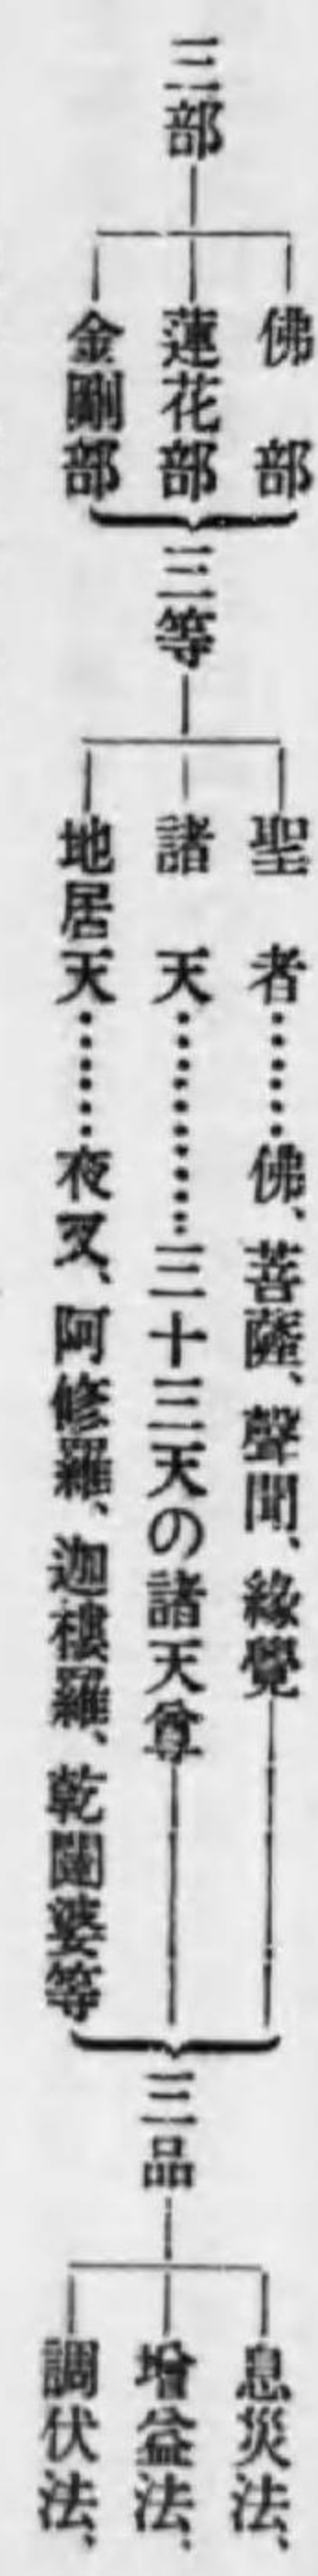 三部
佛部
蓮花部
金剛部
三等
聖者………佛、菩薩、聲聞、緣覺
諸天…………三十三天の諸天尊
地居天………夜叉、阿修羅、迦樓羅、乾闥婆等
三品
息災法、
增益法、
調伏法、